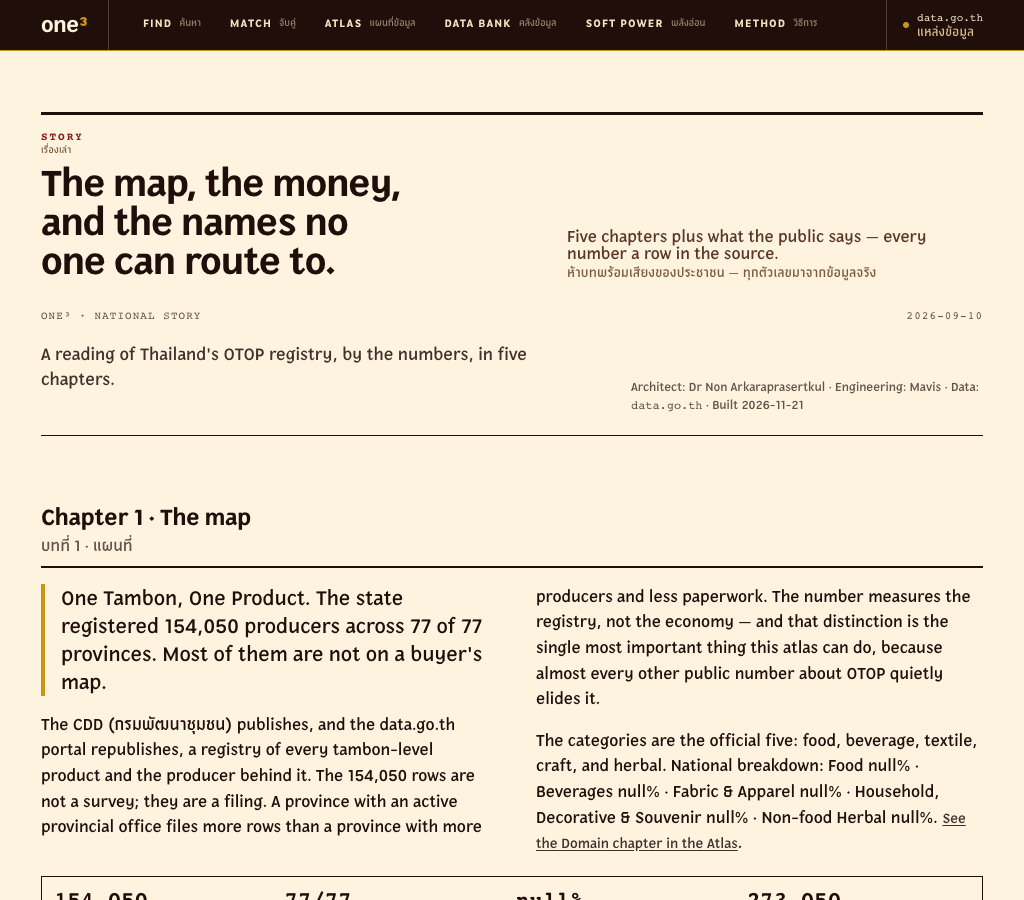 one³
FIND ค้นหา MATCH จับคู่ ATLAS แผนที่ข้อมูล DATA BANK คลังข้อมูล SOFT POWER พลังอ่อน METHOD วิธีการ
data.go.th
แหล่งข้อมูล
STORY
เรื่องเล่า
The map, the money,
and the names no
one can route to.
Five chapters plus what the public says — every
number a row in the source.
ห้าบทพร้อมเสียงของประชาชน — ทุกตัวเลขมาจากข้อมูลจริง
ONE³ · NATIONAL STORY
2026-09-10
A reading of Thailand's OTOP registry, by the numbers, in five
chapters.
Architect: Dr Non Arkaraprasertkul · Engineering: Mavis · Data:
data.go.th · Built 2026-11-21
Chapter 1 · The map
บทที่ 1 · แผนที่
One Tambon, One Product. The state
registered 154,050 producers across 77 of 77
provinces. Most of them are not on a buyer's
map.
The CDD (กรมพัฒนาชุมชน) publishes, and the data.go.th
portal republishes, a registry of every tambon-level
product and the producer behind it. The 154,050 rows are
not a survey; they are a filing. A province with an active
provincial office files more rows than a province with more
producers and less paperwork. The number measures the
registry, not the economy — and that distinction is the
single most important thing this atlas can do, because
almost every other public number about OTOP quietly
elides it.
The categories are the official five: food, beverage, textile,
craft, and herbal. National breakdown: Food null% ·
Beverages null% · Fabric & Apparel null% · Household,
Decorative & Souvenir null% · Non-food Herbal null%. See
the Domain chapter in the Atlas.
154,050 77/77 null% 273,050